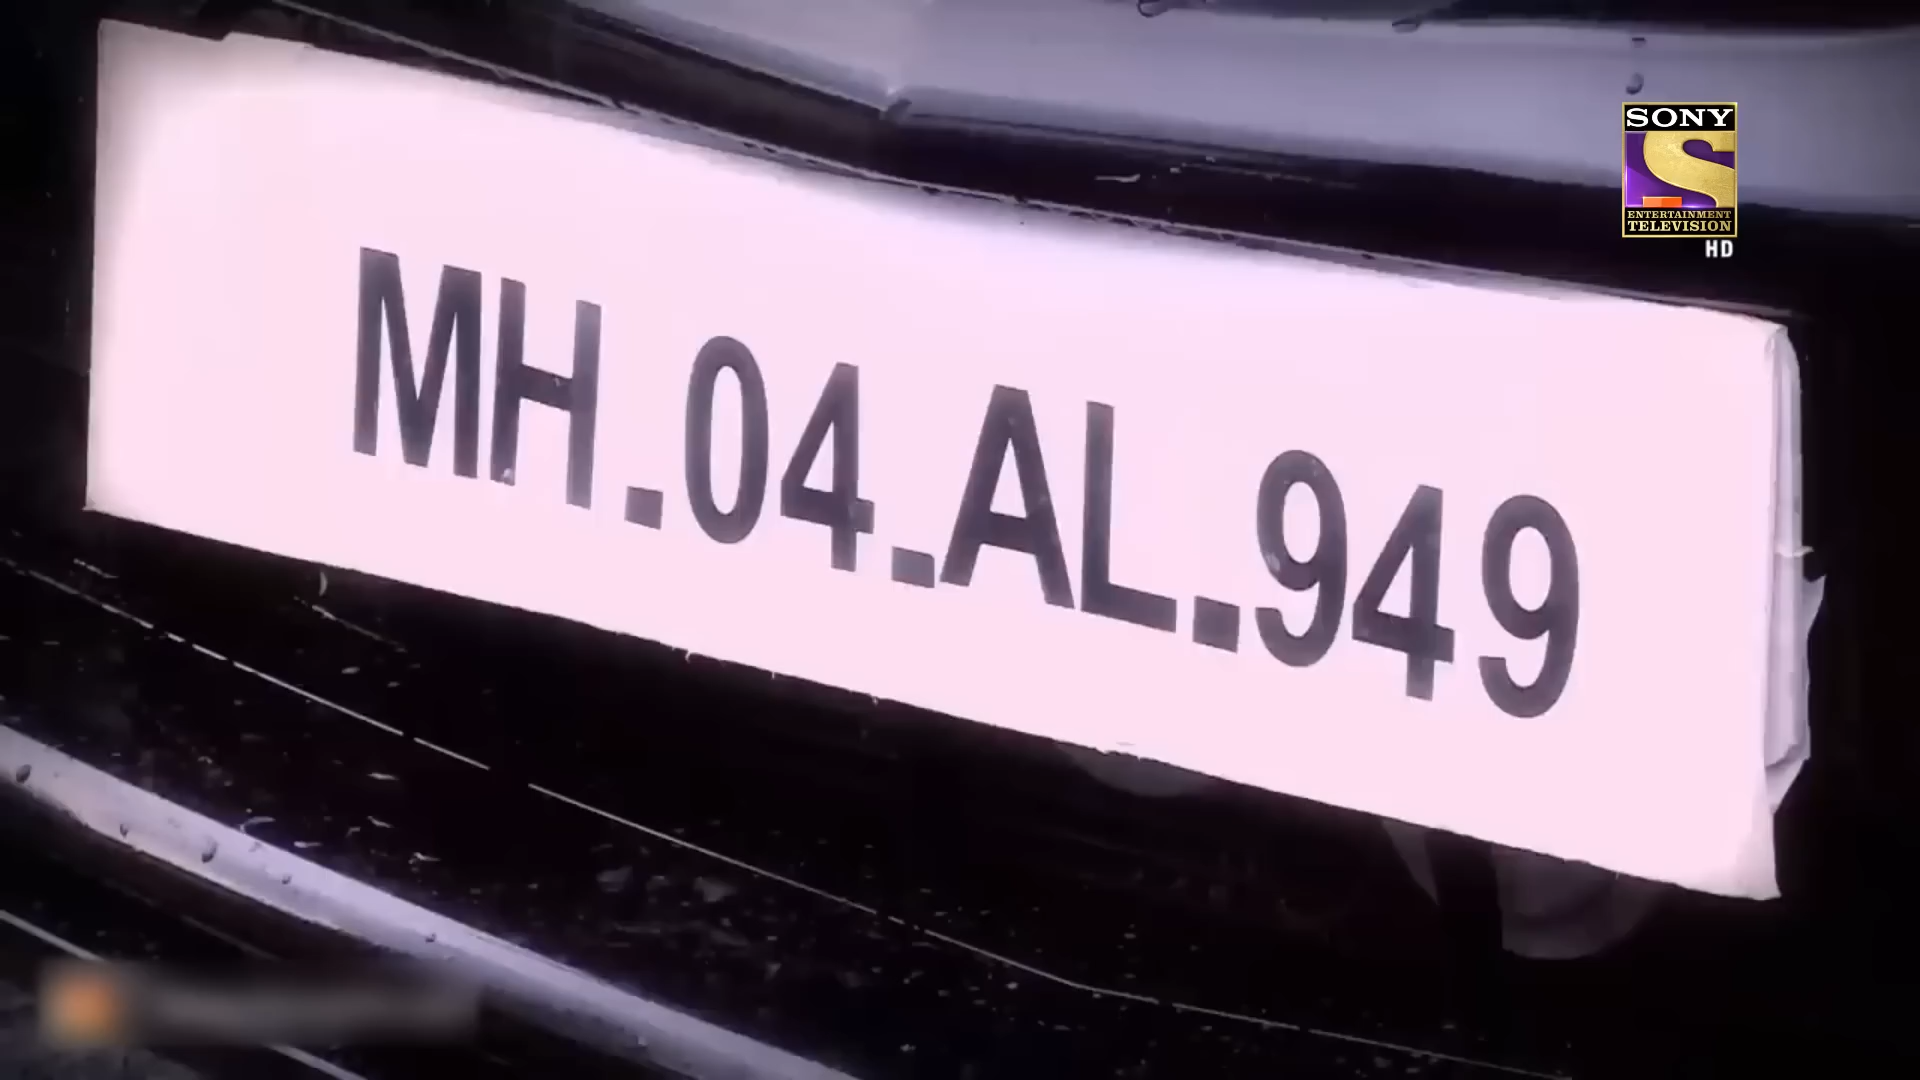 MH.04.AL.949
SONY
ENTERTAINMENT
TELEVISION
HD